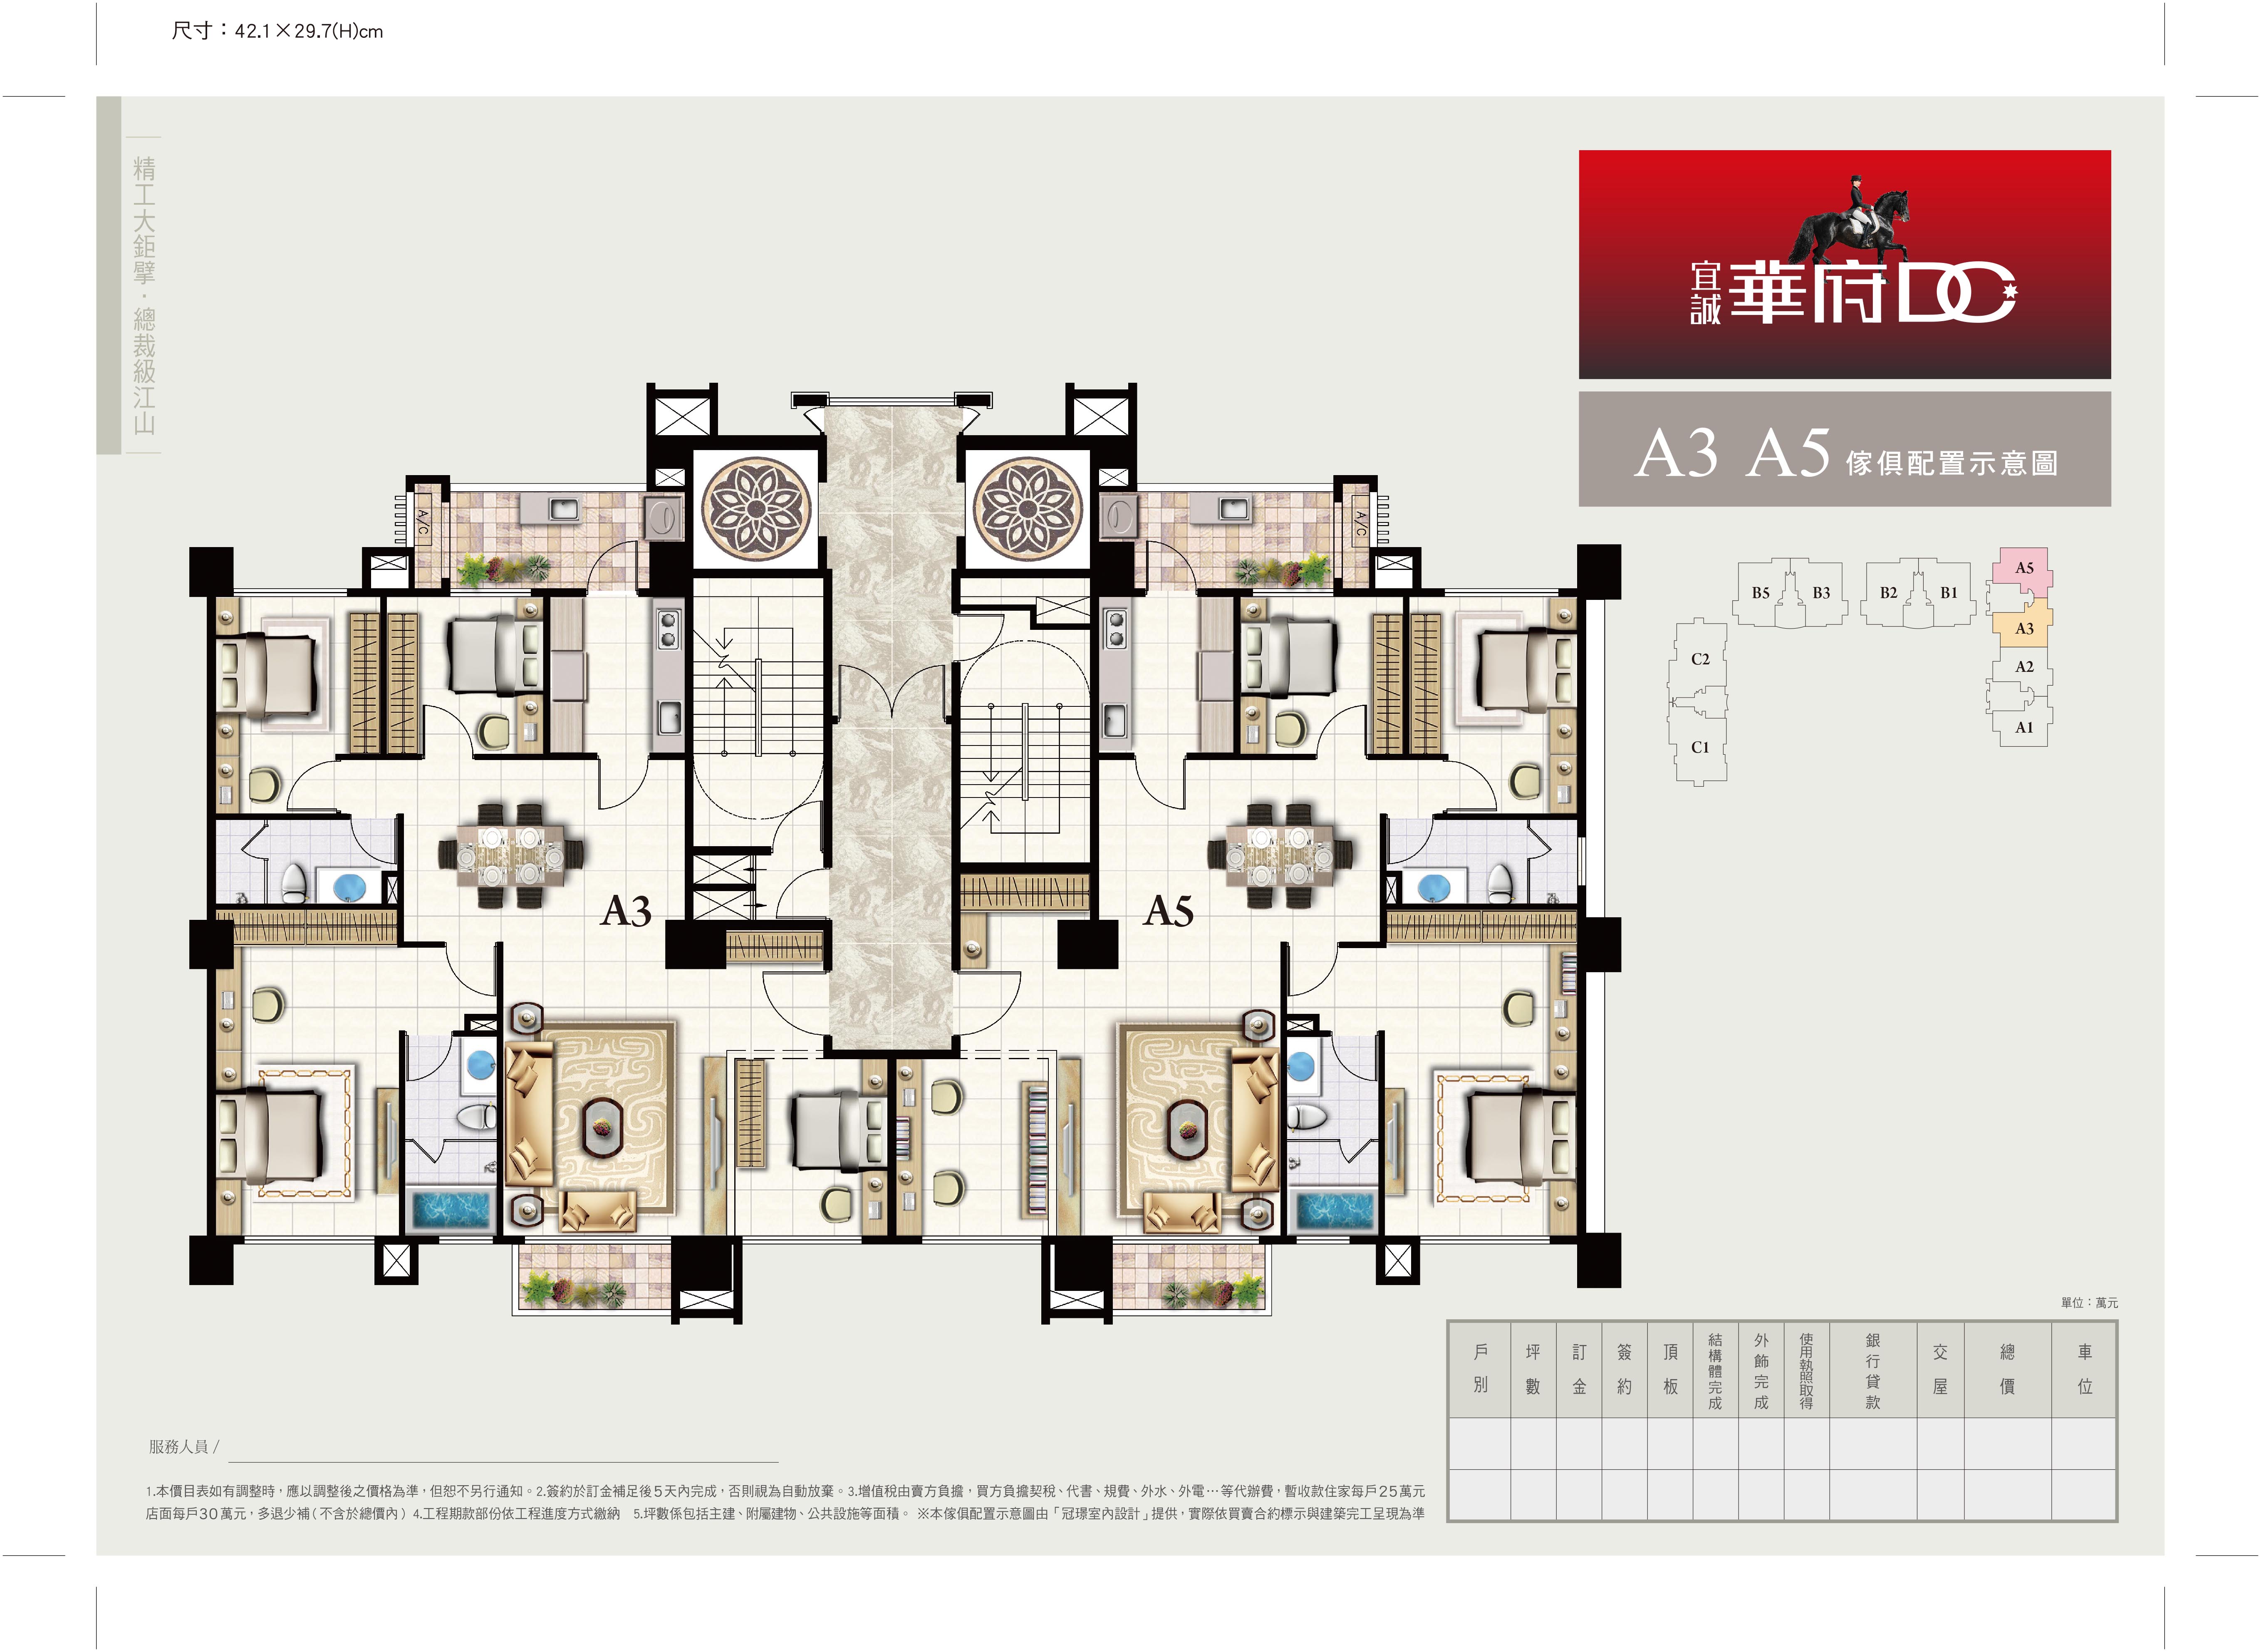 尺寸：42.1×29.7(H)cm
精工大鉅擘．總裁級江山
宜誠
華府DC
A3 A5 傢俱配置示意圖
A/C
A/C
A3
A5
B5
B3
B2
B1
A5
A3
A2
A1
C2
C1
單位：萬元
戶別
坪數
訂金
簽約
頂板
結構體完成
外飾完成
使用執照取得
銀行貸款
交屋
總價
車位
服務人員 /
1.本價目表如有調整時，應以調整後之價格為準，但恕不另行通知。2.簽約於訂金補足後5天內完成，否則視為自動放棄。3.增值稅由賣方負擔，買方負擔契稅、代書、規費、外水、外電…等代辦費，暫收款住家每戶25萬元
店面每戶30萬元，多退少補（不含於總價內）4.工程期款部份依工程進度方式繳納　5.坪數係包括主建、附屬建物、公共設施等面積。 ※本傢俱配置示意圖由「冠璟室內設計」提供，實際依買賣合約標示與建築完工呈現為準